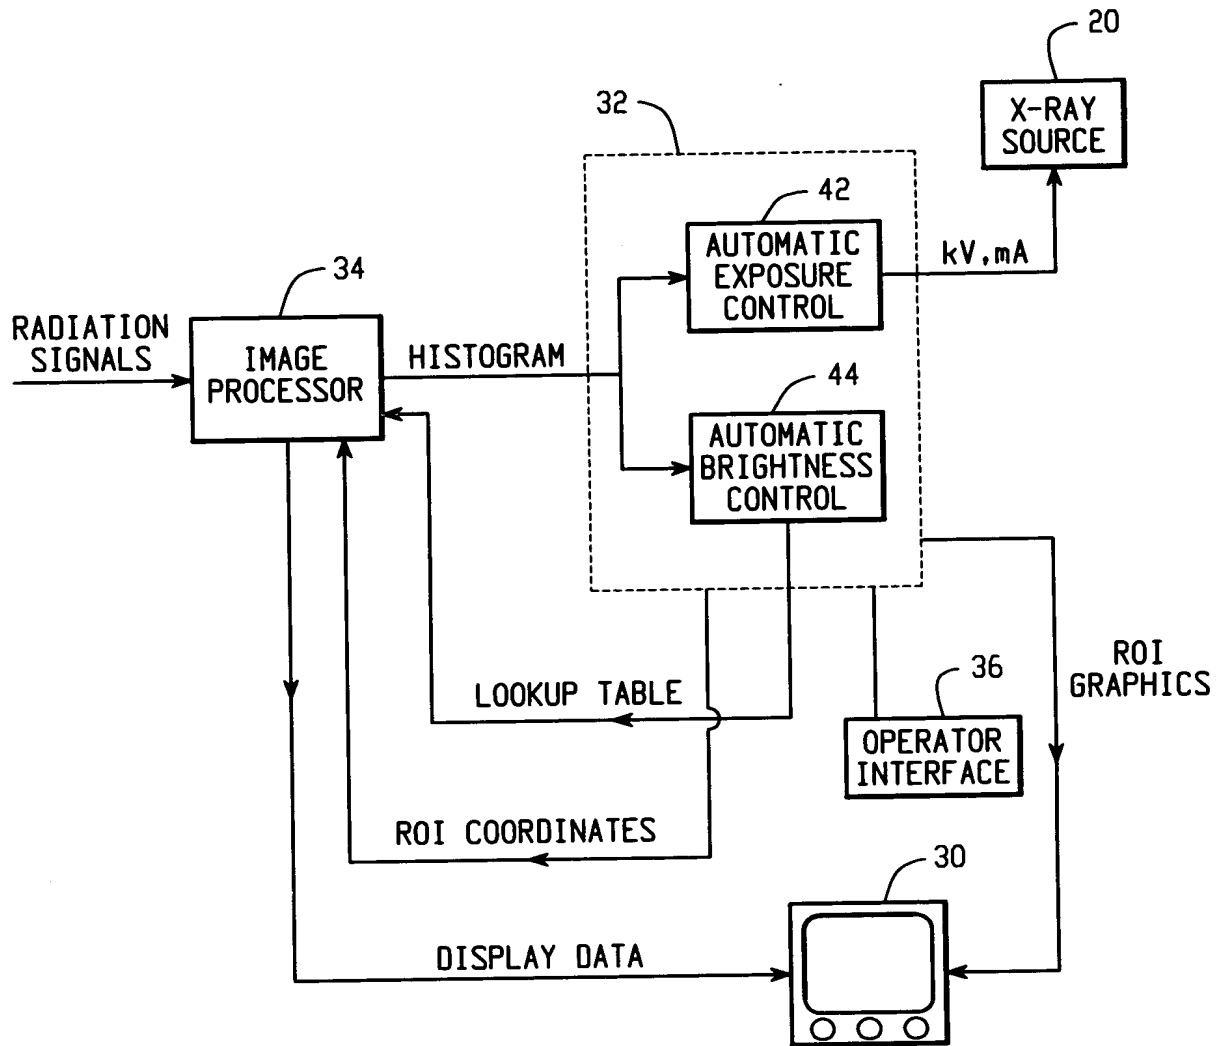 20
X-RAY
SOURCE
32
42
AUTOMATIC
EXPOSURE
CONTROL
kV,mA
34
RADIATION
SIGNALS
IMAGE
PROCESSOR
HISTOGRAM
44
AUTOMATIC
BRIGHTNESS
CONTROL
ROI
GRAPHICS
LOOKUP TABLE
36
OPERATOR
INTERFACE
ROI COORDINATES
30
DISPLAY DATA